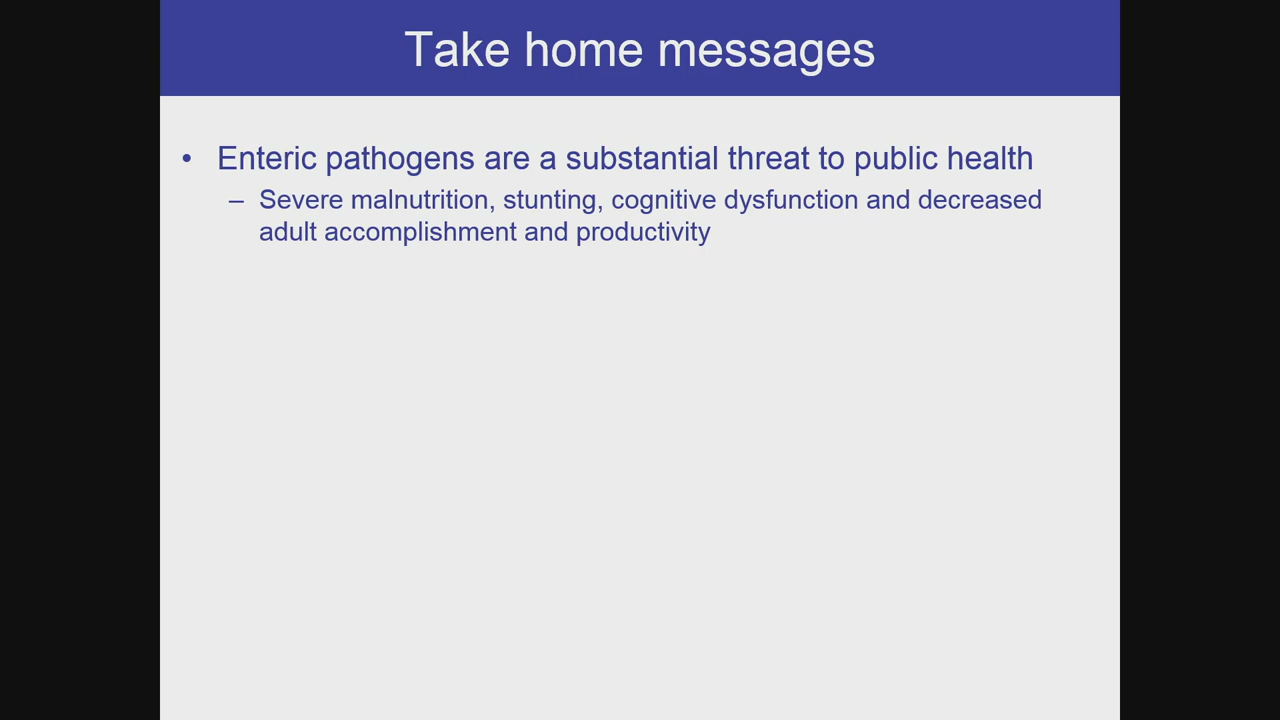 Take home messages
• Enteric pathogens are a substantial threat to public health
– Severe malnutrition, stunting, cognitive dysfunction and decreased
adult accomplishment and productivity